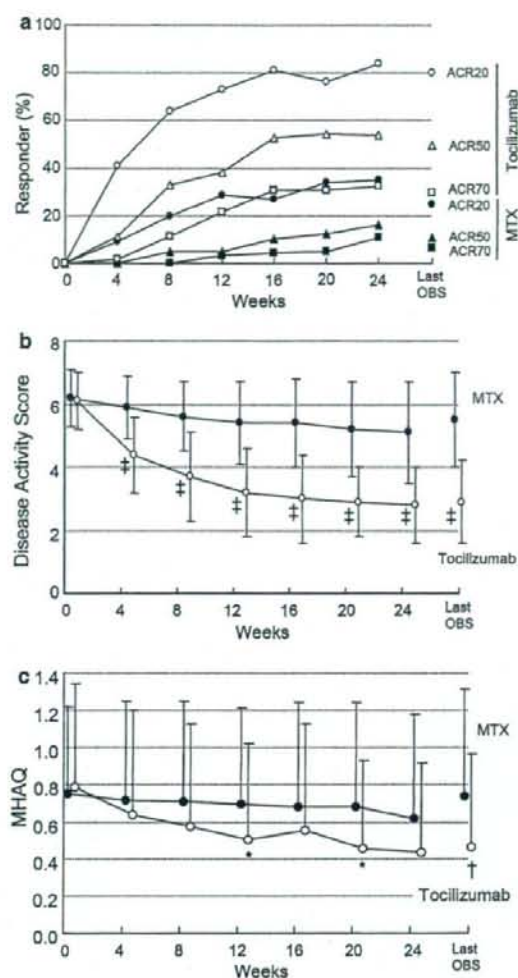 a
100
80
60
40
20
0
Responder (%)
0 4 8 12 16 20 24 Last OBS
Weeks
ACR20
ACR50
ACR70
Tocilizumab
ACR20
ACR50
ACR70
MTX
b
8
6
4
2
0
Disease Activity Score
MTX
‡ ‡ ‡ ‡ ‡ ‡ ‡
Tocilizumab
0 4 8 12 16 20 24 Last OBS
Weeks
c
1.4
1.2
1.0
0.8
0.6
0.4
0.2
0.0
MHAQ
MTX
* * †
Tocilizumab
0 4 8 12 16 20 24 Last OBS
Weeks